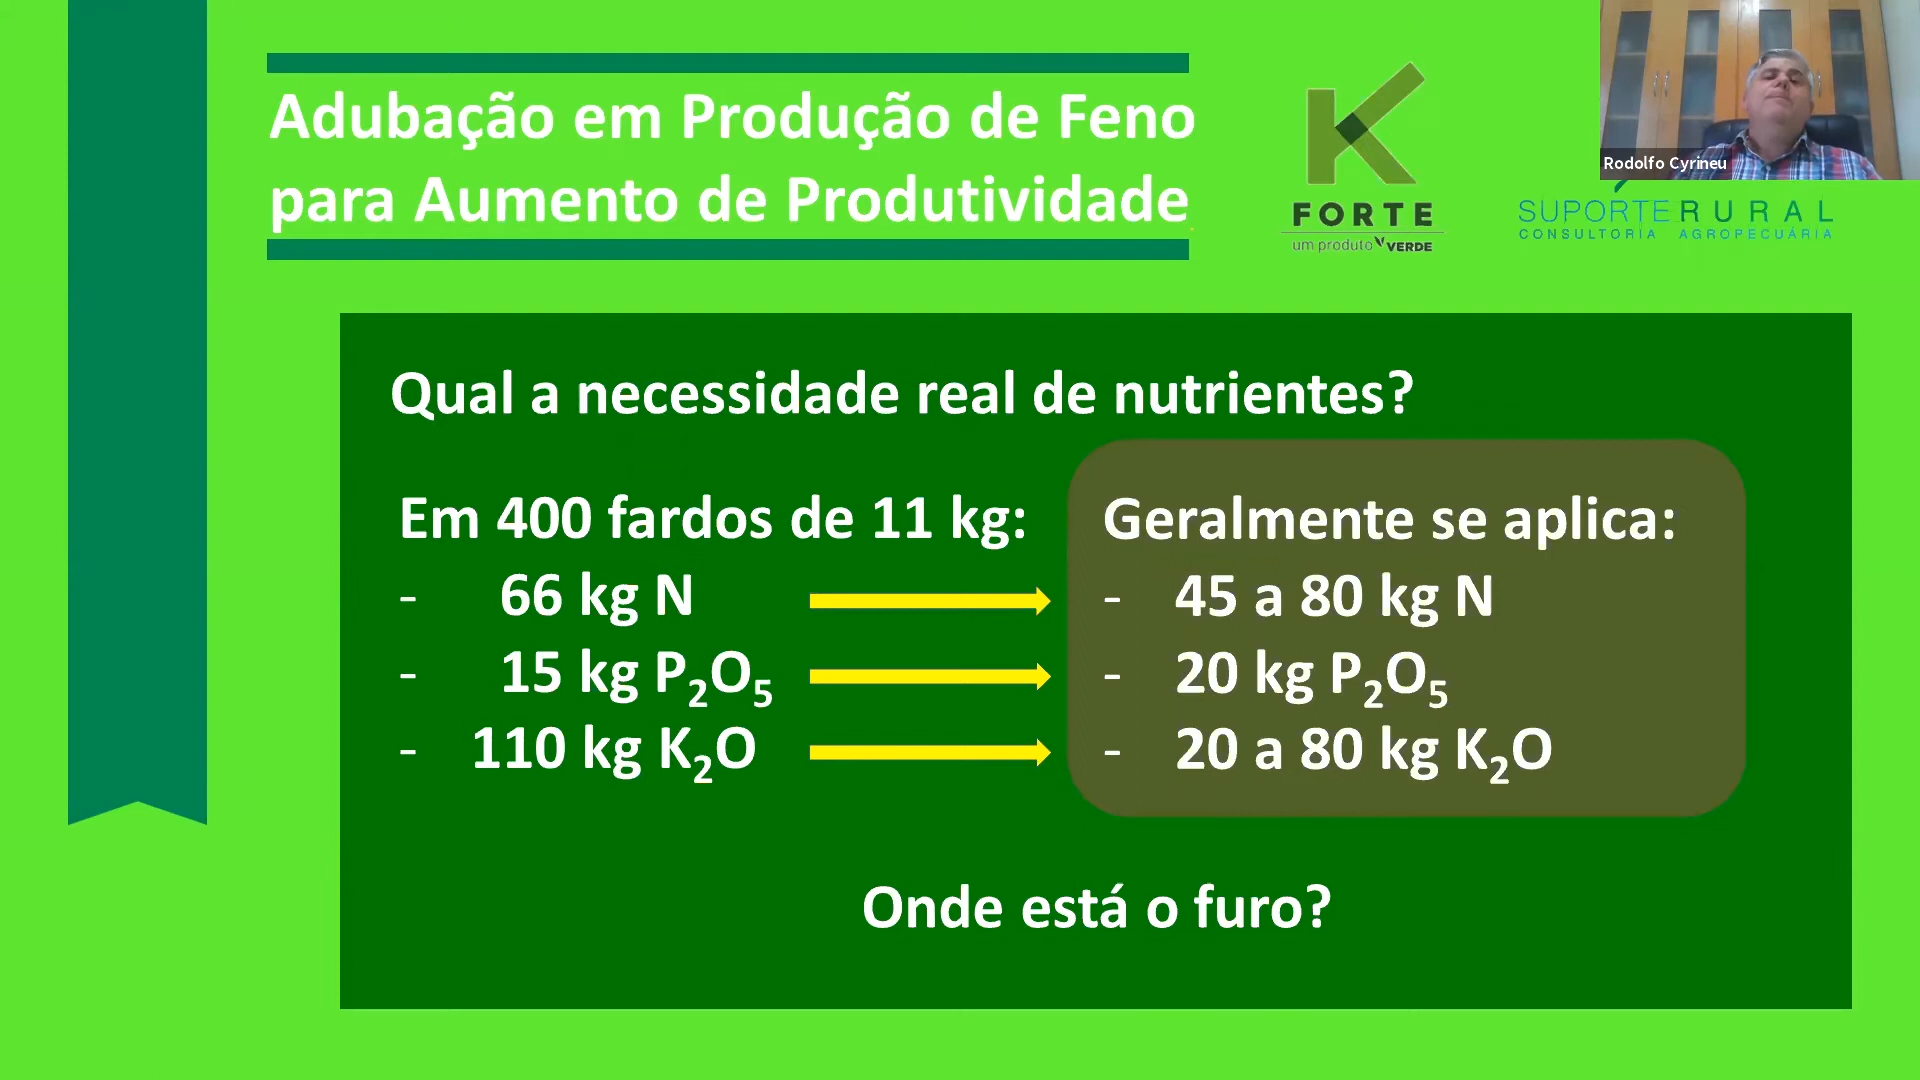 Adubação em Produção de Feno
para Aumento de Produtividade
K
FORTE
um produto VERDE
Rodolfo Cyrineu
SUPORTERURAL
CONSULTORIA AGROPECUÁRIA
Qual a necessidade real de nutrientes?
Em 400 fardos de 11 kg:
- 66 kg N
- 15 kg P₂O₅
- 110 kg K₂O
Geralmente se aplica:
- 45 a 80 kg N
- 20 kg P₂O₅
- 20 a 80 kg K₂O
Onde está o furo?